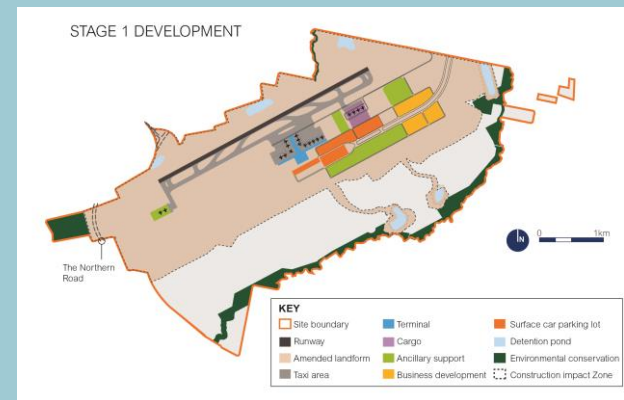 STAGE 1 DEVELOPMENT
The Northern
Road
N
0 1km
KEY
Site boundary
Runway
Amended landform
Taxi area
Terminal
Cargo
Ancillary support
Business development
Surface car parking lot
Detention pond
Environmental conservation
Construction impact Zone